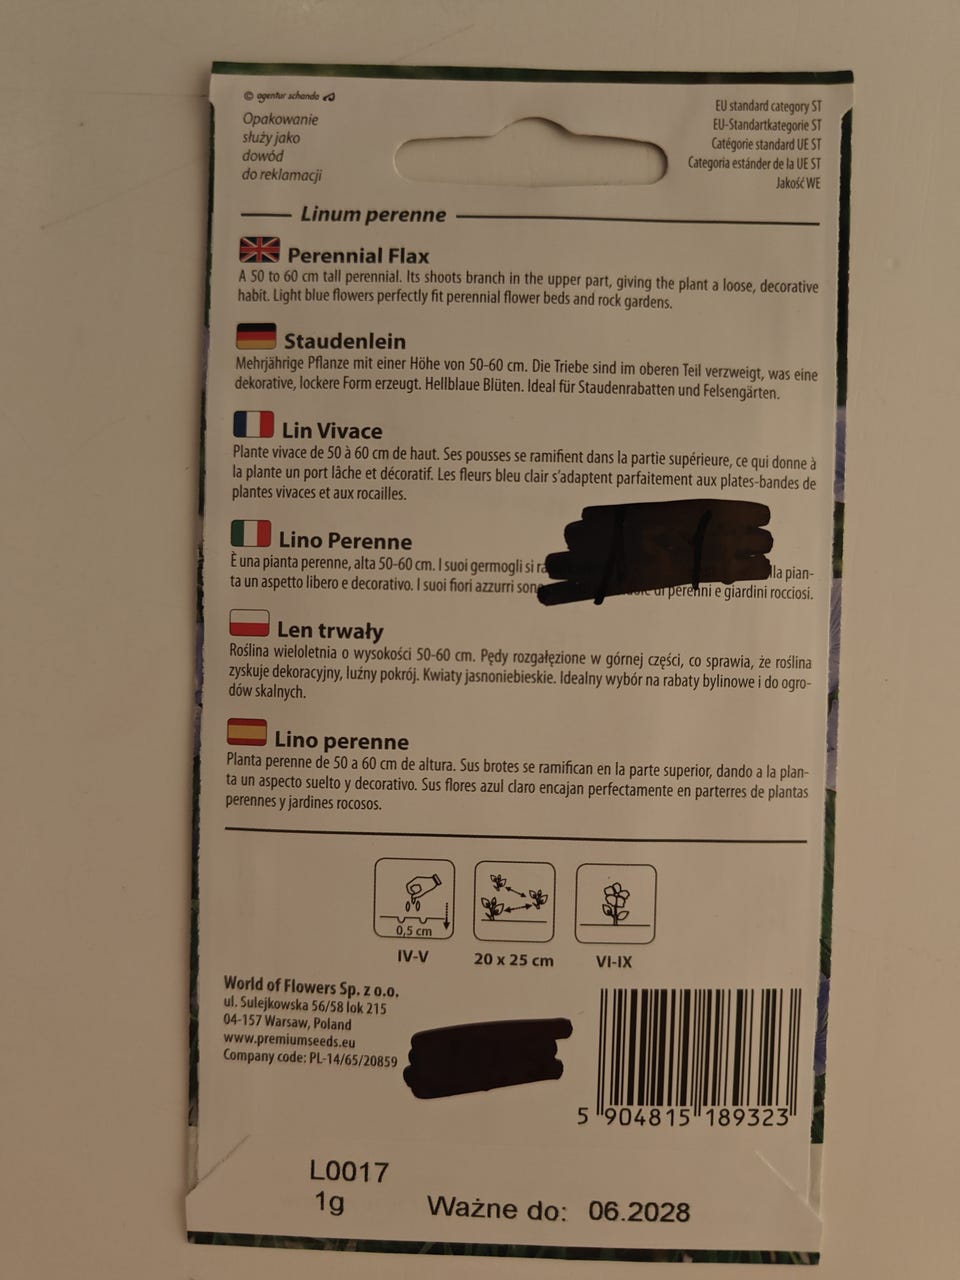 © agentur schanda
Opakowanie
służy jako
dowód
do reklamacji
EU standard category ST
EU-Standartkategorie ST
Catégorie standard UE ST
Categoria estánder de la UE ST
Jakość WE
Linum perenne
Perennial Flax
A 50 to 60 cm tall perennial. Its shoots branch in the upper part, giving the plant a loose, decorative
habit. Light blue flowers perfectly fit perennial flower beds and rock gardens.
Staudenlein
Mehrjährige Pflanze mit einer Höhe von 50-60 cm. Die Triebe sind im oberen Teil verzweigt, was eine
dekorative, lockere Form erzeugt. Hellblaue Blüten. Ideal für Staudenrabatten und Felsengärten.
Lin Vivace
Plante vivace de 50 à 60 cm de haut. Ses pousses se ramifient dans la partie supérieure, ce qui donne à
la plante un port lâche et décoratif. Les fleurs bleu clair s'adaptent parfaitement aux plates-bandes de
plantes vivaces et aux rocailles.
Lino Perenne
È una pianta perenne, alta 50-60 cm. I suoi germogli si lla pian-
ta un aspetto libero e decorativo. I suoi fiori azzurri di perenni e giardini rocciosi.
Len trwały
Roślina wieloletnia o wysokości 50-60 cm. Pędy rozgałęzione w górnej części, co sprawia, że roślina
zyskuje dekoracyjny, luźny pokrój. Kwiaty jasnoniebieskie. Idealny wybór na rabaty bylinowe i do ogro-
dów skalnych.
Lino perenne
Planta perenne de 50 a 60 cm de altura. Sus brotes se ramifican en la parte superior, dando a la plan-
ta un aspecto suelto y decorativo. Sus flores azul claro encajan perfectamente en parterres de plantas
perennes y jardines rocosos.
0,5 cm
IV-V
20 x 25 cm
VI-IX
World of Flowers Sp. z o.o.
ul. Sulejkowska 56/58 lok 215
04-157 Warsaw, Poland
www.premiumseeds.eu
Company code: PL-14/65/20859
5 904815 189323
L0017
1g
Ważne do: 06.2028